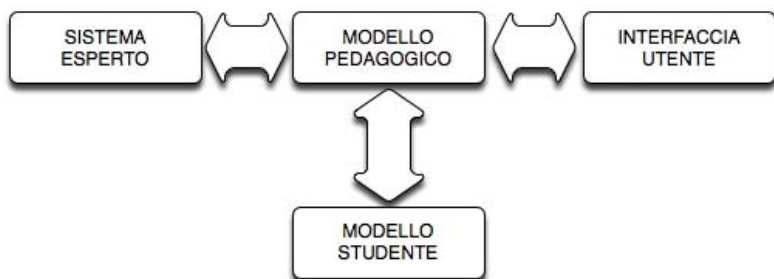 SISTEMA
ESPERTO
MODELLO
PEDAGOGICO
INTERFACCIA
UTENTE
MODELLO
STUDENTE